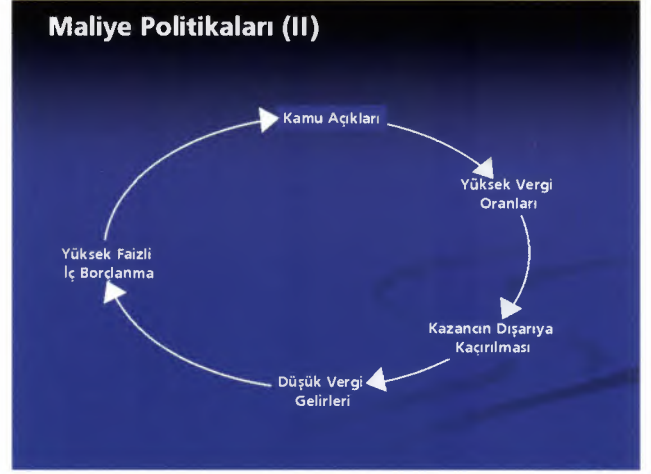 Maliye Politikaları (II)
Kamu Açıkları
Yüksek Vergi
Oranları
Kazancın Dışarıya
Kaçırılması
Düşük Vergi
Gelirleri
Yüksek Faizli
İç Borçlanma